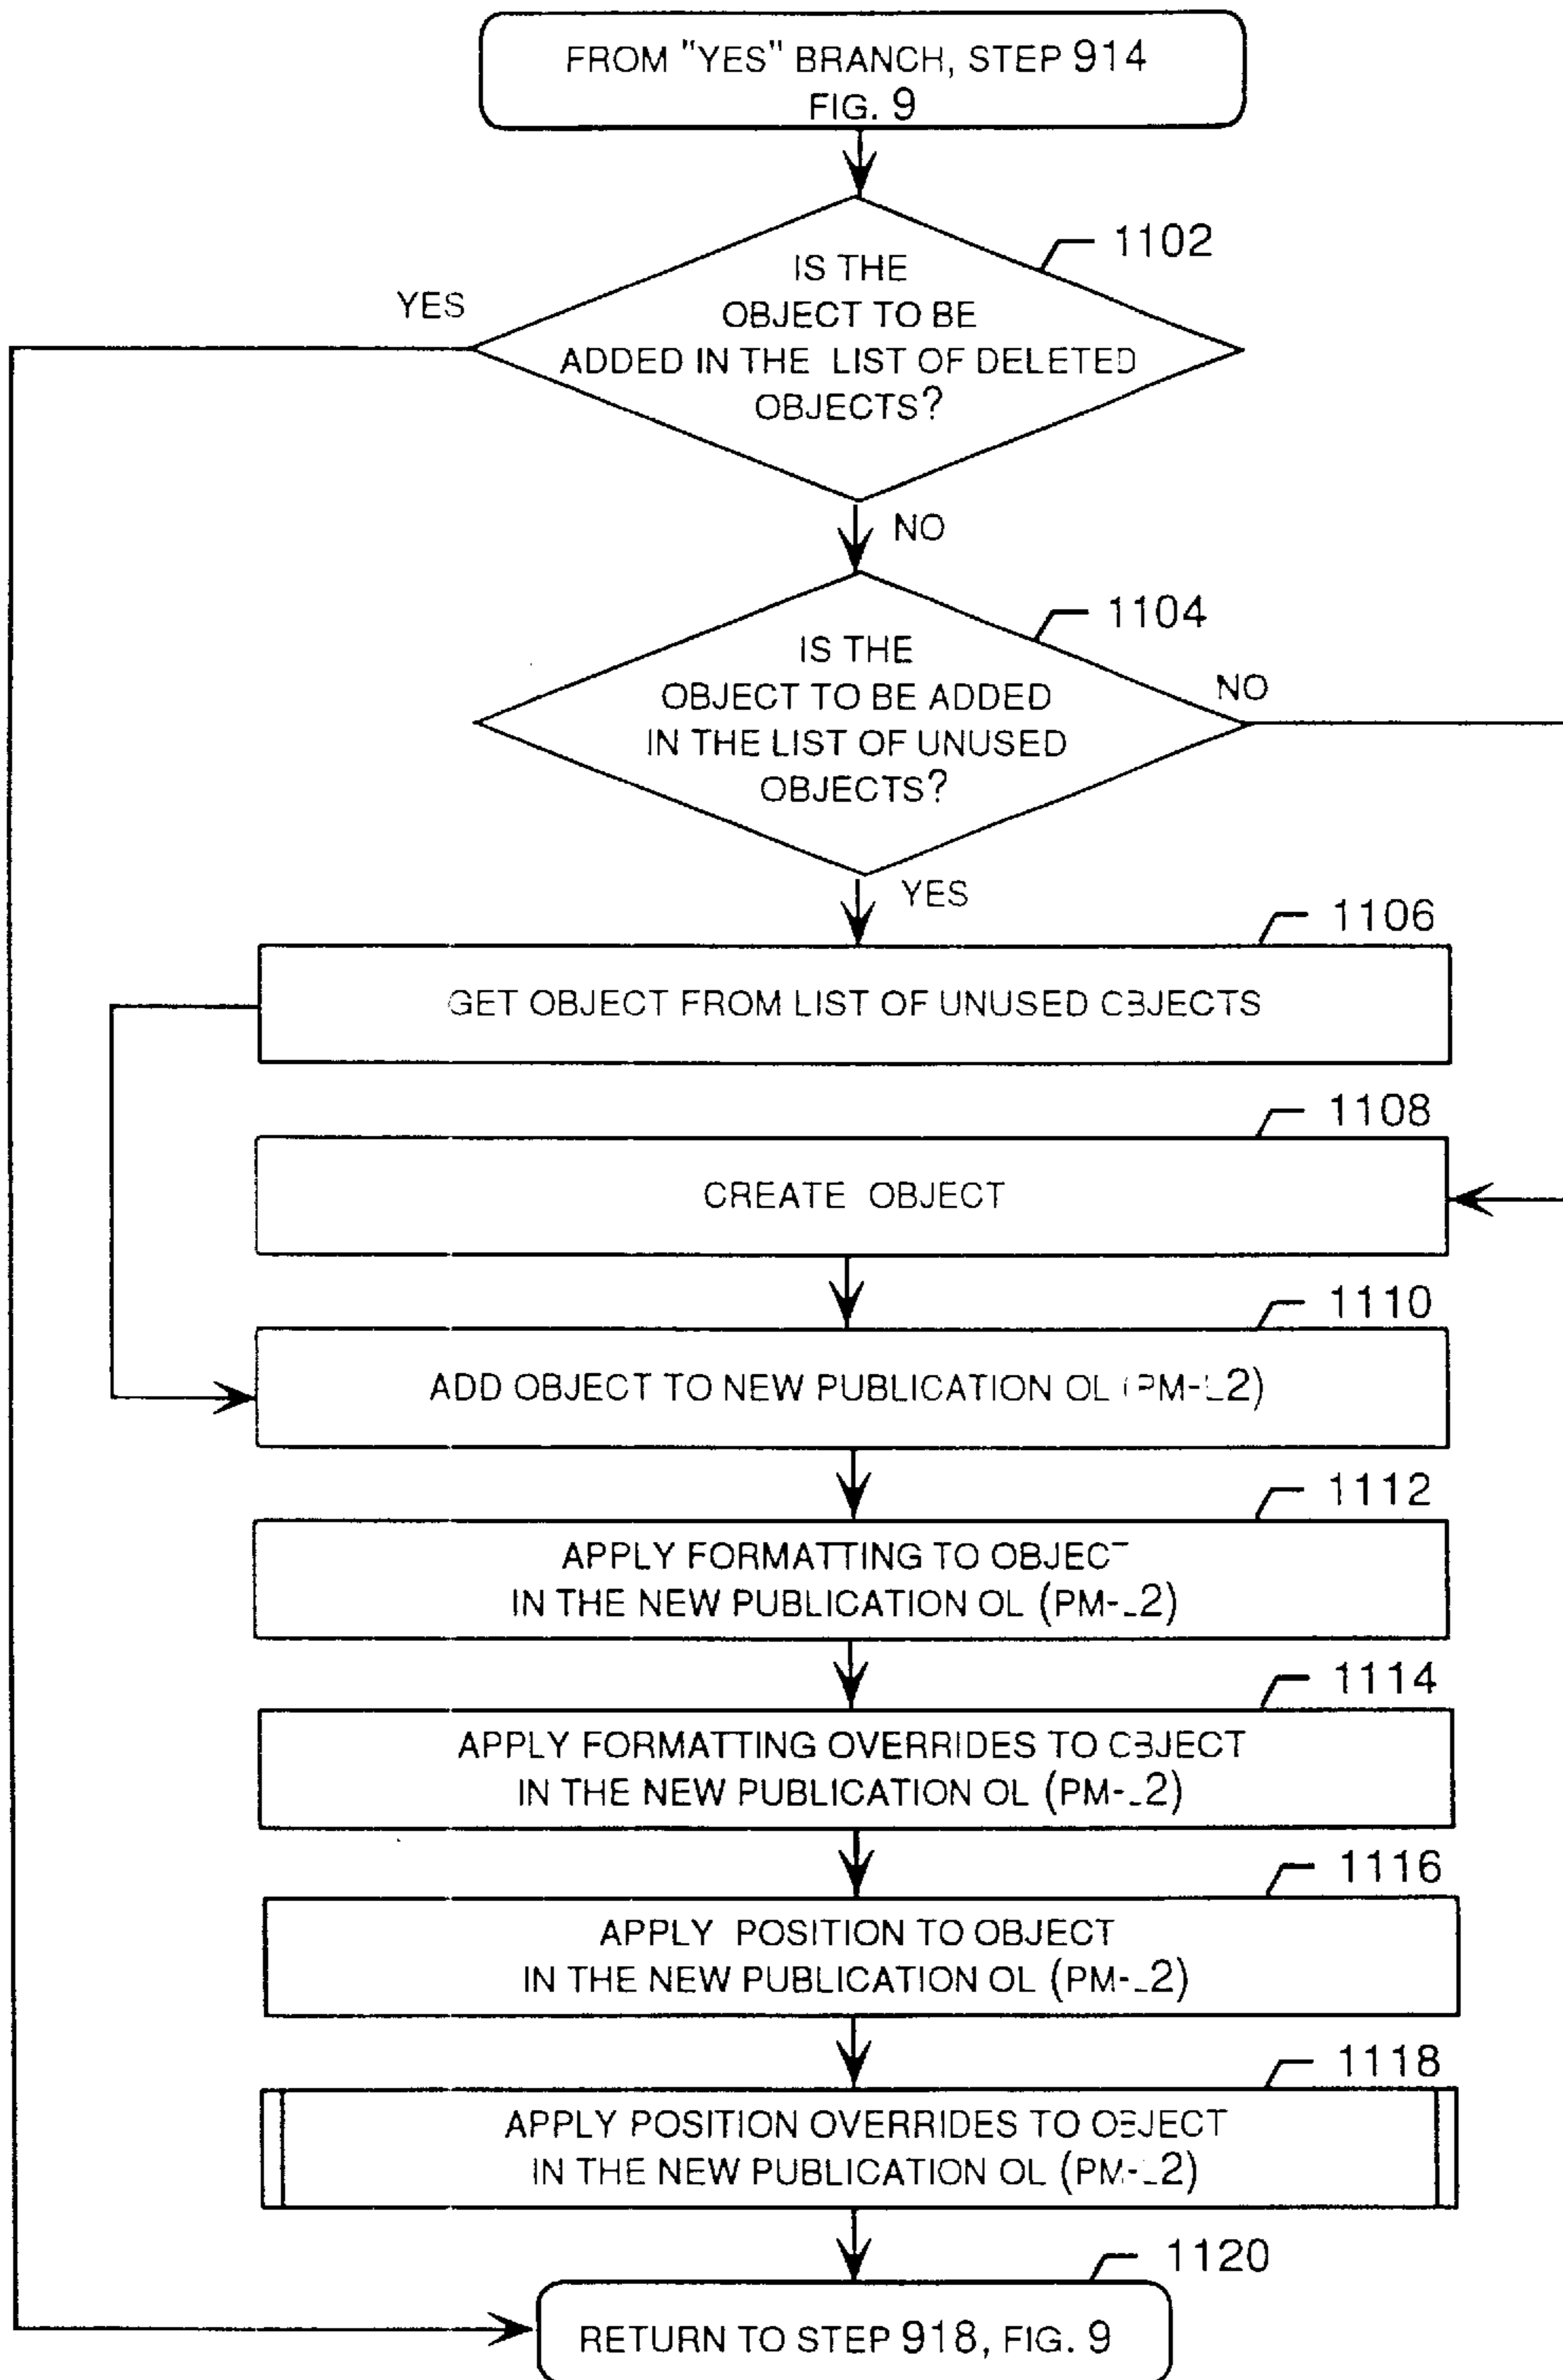 FROM "YES" BRANCH, STEP 914
FIG. 9
1102
IS THE
OBJECT TO BE
ADDED IN THE LIST OF DELETED
OBJECTS?
YES
NO
1104
IS THE
OBJECT TO BE ADDED
IN THE LIST OF UNUSED
OBJECTS?
NO
YES
1106
GET OBJECT FROM LIST OF UNUSED OBJECTS
1108
CREATE OBJECT
1110
ADD OBJECT TO NEW PUBLICATION OL (PM-L2)
1112
APPLY FORMATTING TO OBJECT
IN THE NEW PUBLICATION OL (PM-L2)
1114
APPLY FORMATTING OVERRIDES TO OBJECT
IN THE NEW PUBLICATION OL (PM-L2)
1116
APPLY POSITION TO OBJECT
IN THE NEW PUBLICATION OL (PM-L2)
1118
APPLY POSITION OVERRIDES TO OBJECT
IN THE NEW PUBLICATION OL (PM-L2)
1120
RETURN TO STEP 918, FIG. 9